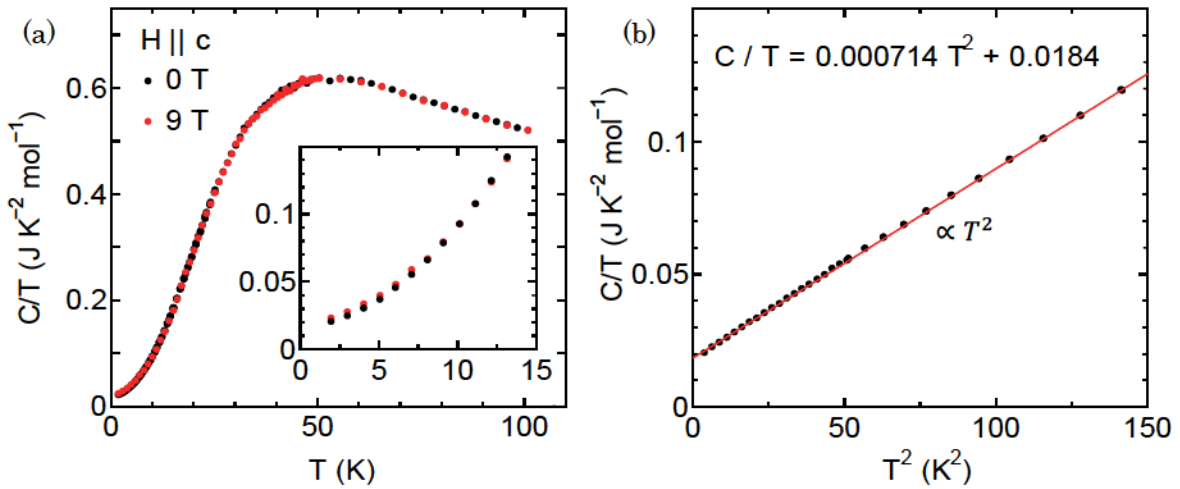 (a)
H || c
0 T
9 T
C/T (J K⁻² mol⁻¹)
0.6
0.4
0.2
0
0.1
0.05
0
0 5 10 15
0 50 100
T (K)
(b)
C / T = 0.000714 T² + 0.0184
∝ T²
C/T (J K⁻² mol⁻¹)
0.1
0.05
0
0 50 100 150
T² (K²)